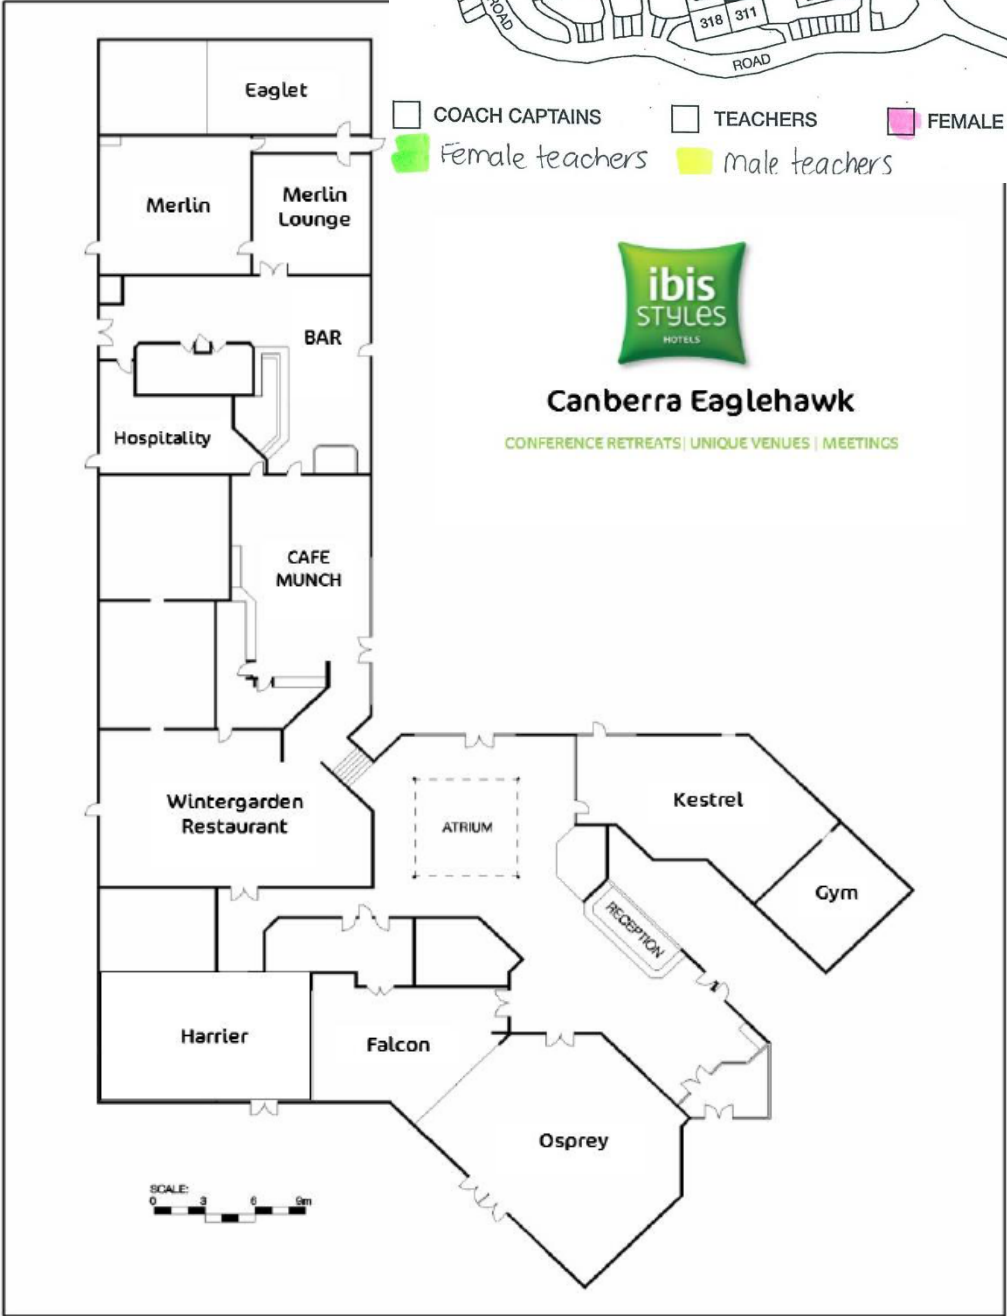 ROAD
318 311
ROAD
COACH CAPTAINS
TEACHERS
FEMALE
Female teachers
male teachers
Eaglet
Merlin
Merlin
Lounge
BAR
Hospitality
CAFE
MUNCH
ibis
STYLES
HOTELS
Canberra Eaglehawk
CONFERENCE RETREATS| UNIQUE VENUES | MEETINGS
Wintergarden
Restaurant
ATRIUM
Kestrel
Gym
RECEPTION
Harrier
Falcon
Osprey
SCALE:
0 3 6 9m